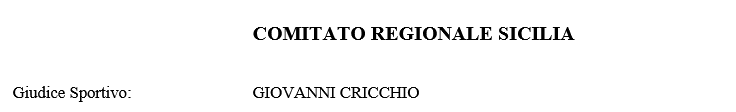 COMITATO REGIONALE SICILIA
Giudice Sportivo: GIOVANNI CRICCHIO